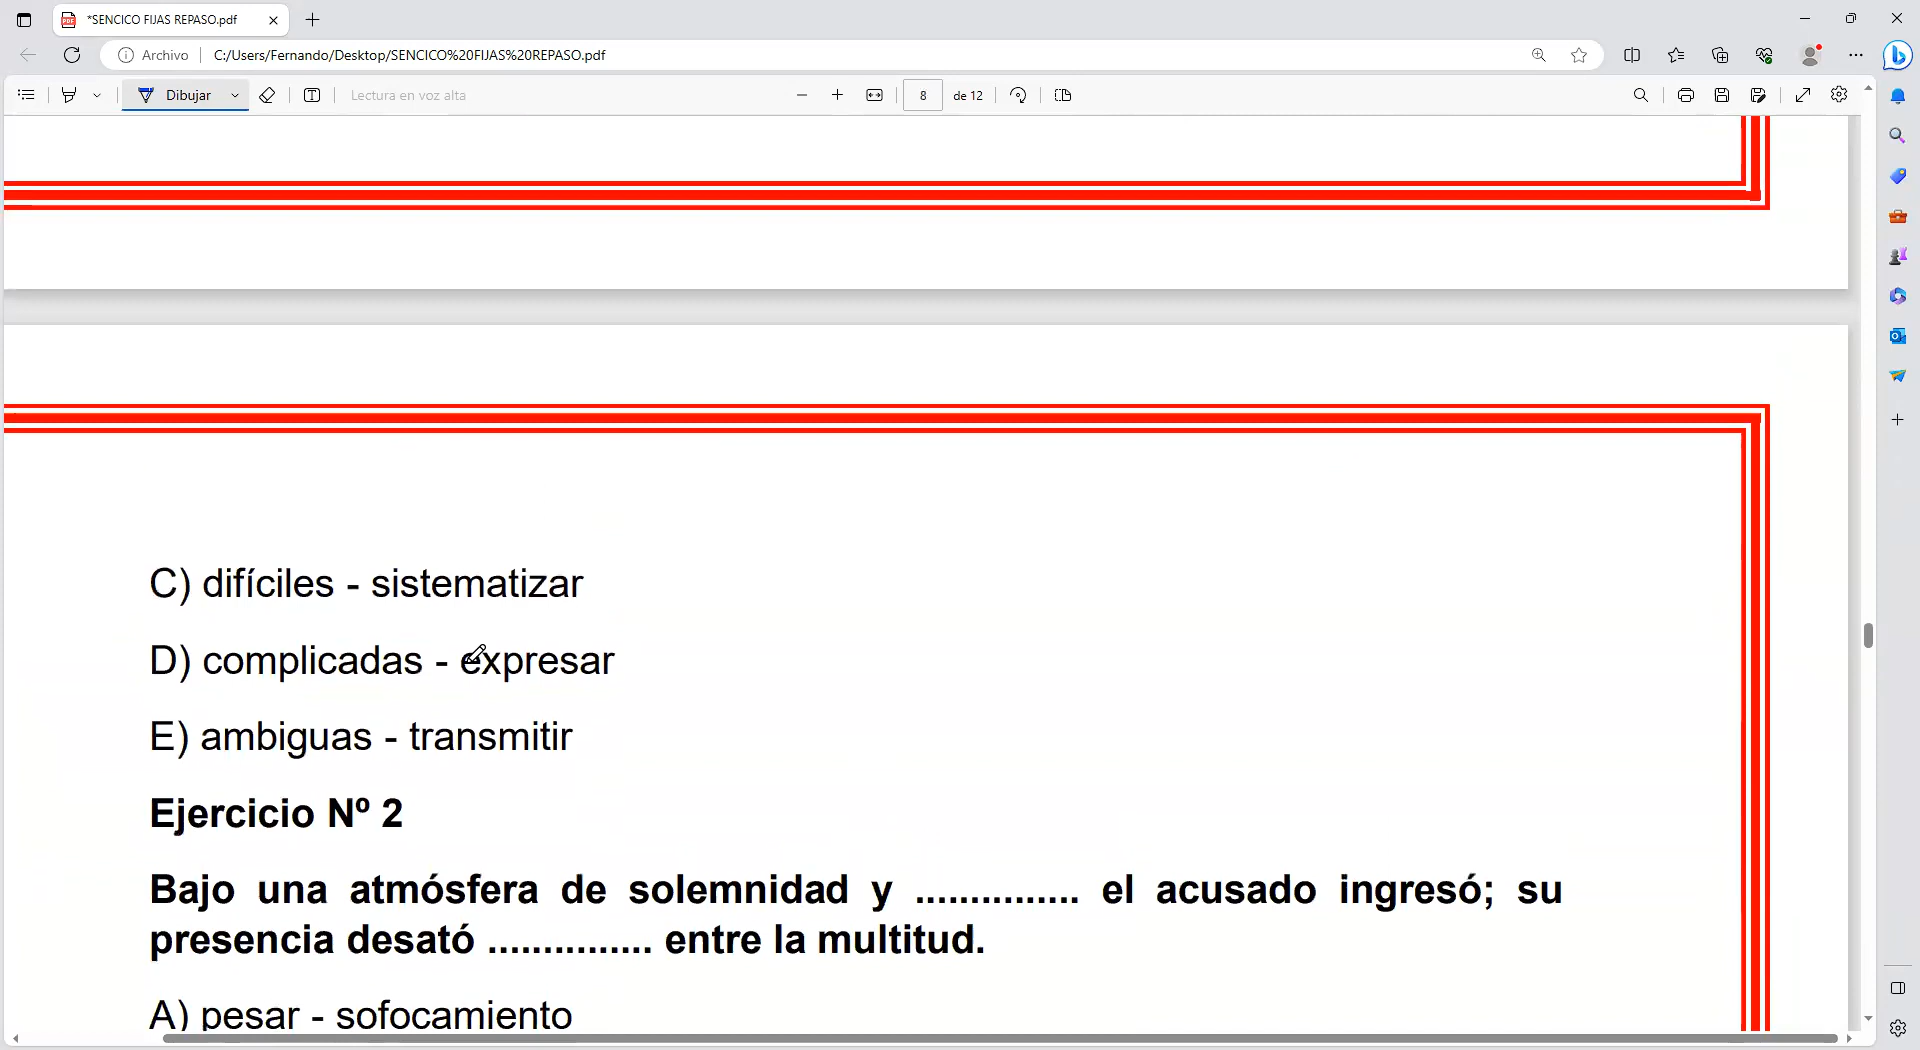 *SENCICO FIJAS REPASO.pdf
Archivo C:/Users/Fernando/Desktop/SENCICO%20FIJAS%20REPASO.pdf
Dibujar Lectura en voz alta 8 de 12
C) difíciles - sistematizar
D) complicadas - expresar
E) ambiguas - transmitir
Ejercicio Nº 2
Bajo una atmósfera de solemnidad y ............... el acusado ingresó; su
presencia desató ............... entre la multitud.
A) pesar - sofocamiento